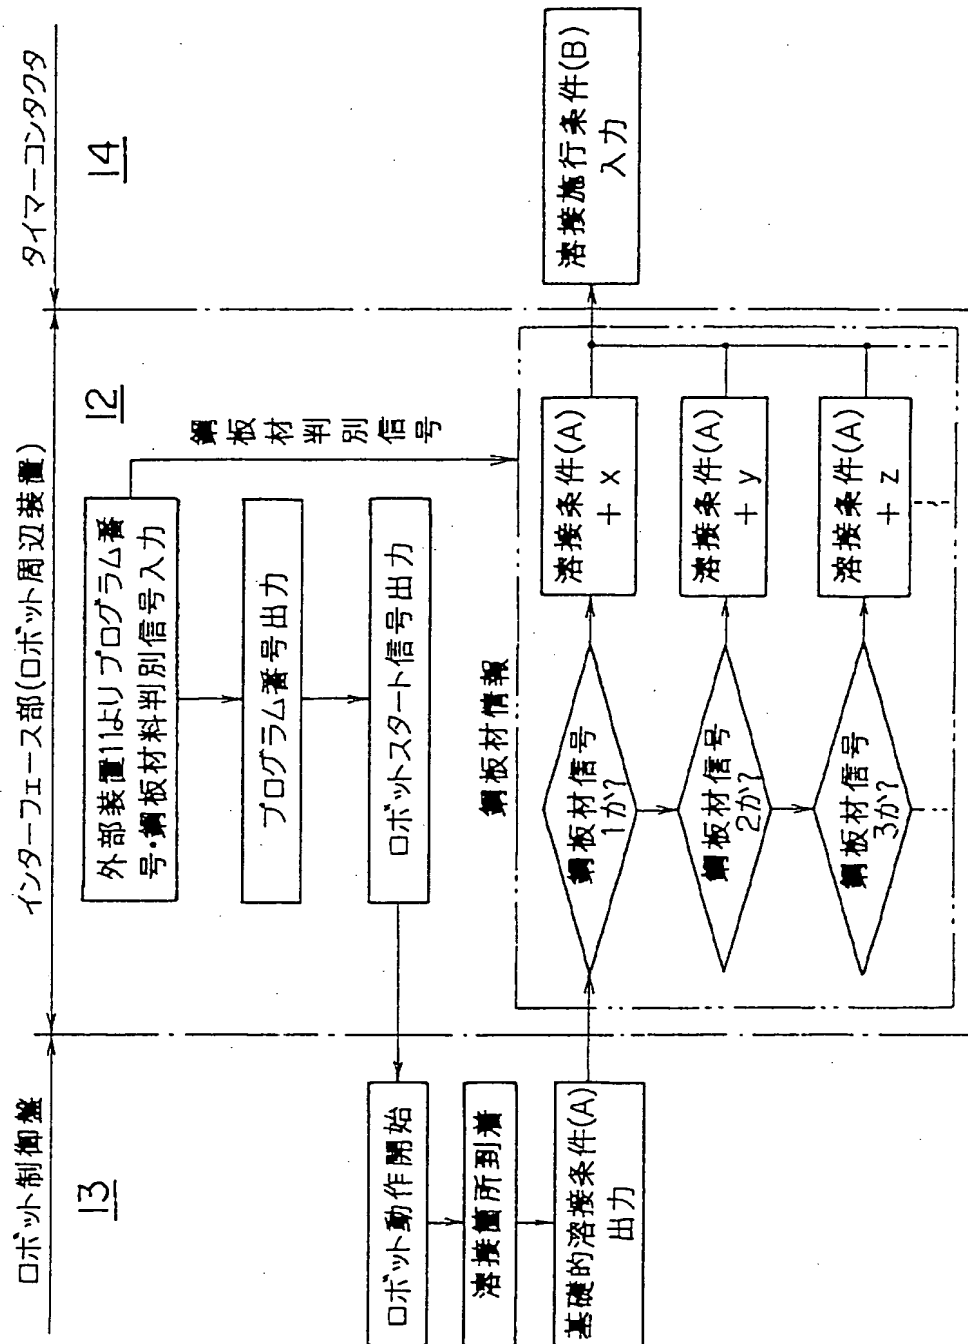 ロボット制御盤
インターフェース部(ロボット周辺装置)
タイマーコンタクタ
13
12
14
外部装置11よりプログラム番
号・鋼板材料判別信号入力
鋼板材判別信号
プログラム番号出力
ロボットスタート信号出力
ロボット動作開始
溶接箇所到着
基礎的溶接条件(A)
出力
鋼板材情報
鋼板材信号
1か?
溶接条件(A)
+ x
鋼板材信号
2か?
溶接条件(A)
+ y
鋼板材信号
3か?
溶接条件(A)
+ z
溶接施行条件(B)
入力